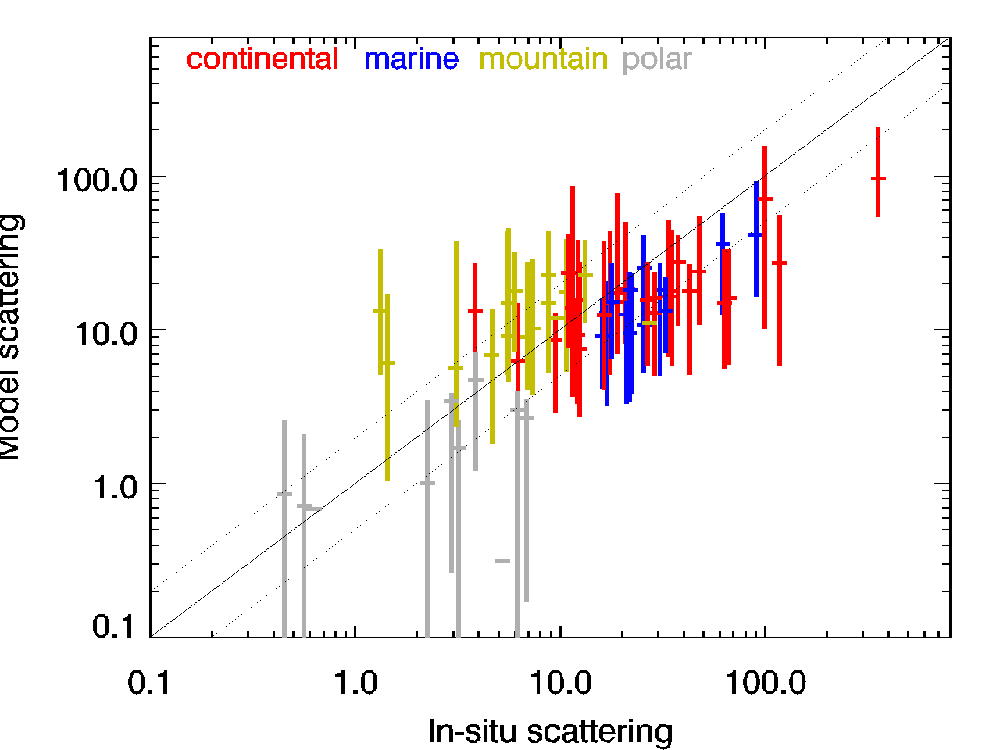 continental marine mountain polar
100.0
10.0
1.0
0.1
Model scattering
0.1 1.0 10.0 100.0
In-situ scattering